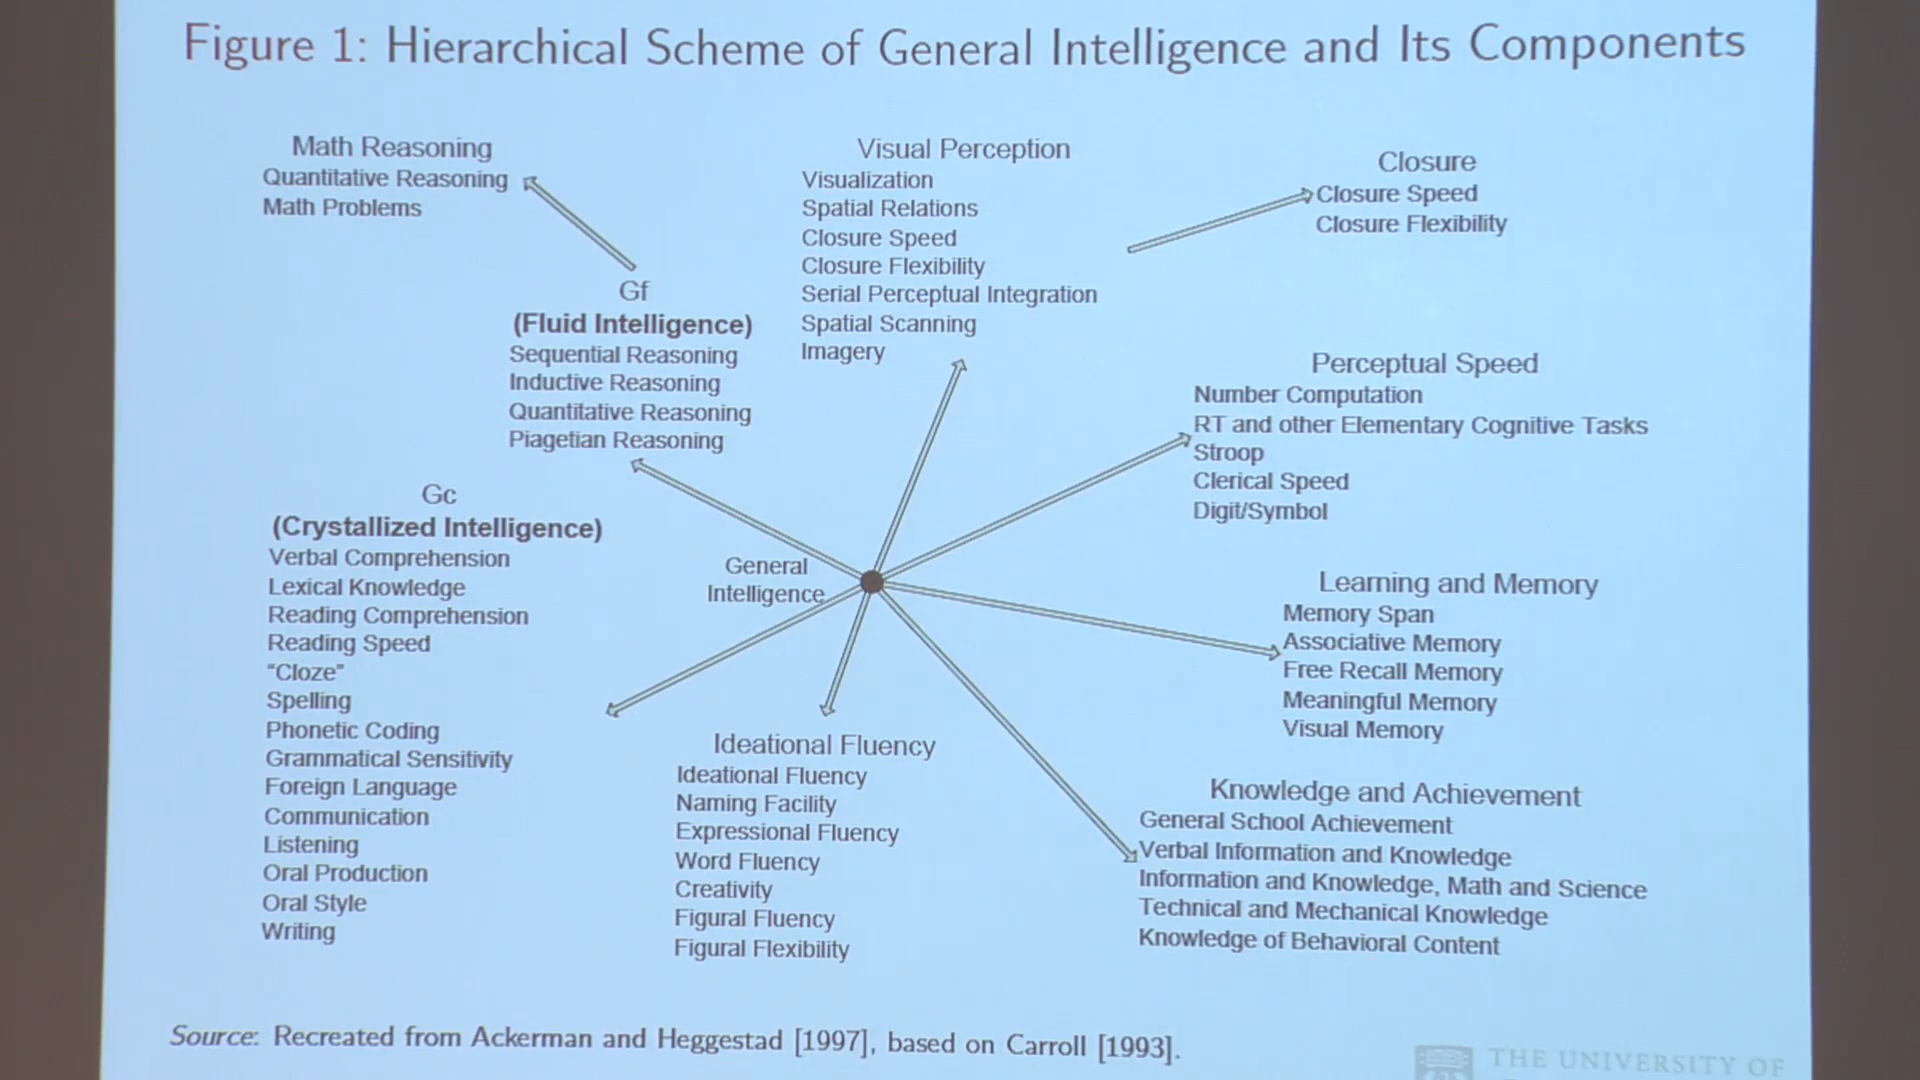 Figure 1: Hierarchical Scheme of General Intelligence and Its Components
Math Reasoning
Quantitative Reasoning
Math Problems
Visual Perception
Visualization
Spatial Relations
Closure Speed
Closure Flexibility
Serial Perceptual Integration
Spatial Scanning
Imagery
Closure
Closure Speed
Closure Flexibility
Gf
(Fluid Intelligence)
Sequential Reasoning
Inductive Reasoning
Quantitative Reasoning
Piagetian Reasoning
Perceptual Speed
Number Computation
RT and other Elementary Cognitive Tasks
Stroop
Clerical Speed
Digit/Symbol
Gc
(Crystallized Intelligence)
Verbal Comprehension
Lexical Knowledge
Reading Comprehension
Reading Speed
“Cloze”
Spelling
Phonetic Coding
Grammatical Sensitivity
Foreign Language
Communication
Listening
Oral Production
Oral Style
Writing
General
Intelligence
Learning and Memory
Memory Span
Associative Memory
Free Recall Memory
Meaningful Memory
Visual Memory
Ideational Fluency
Ideational Fluency
Naming Facility
Expressional Fluency
Word Fluency
Creativity
Figural Fluency
Figural Flexibility
Knowledge and Achievement
General School Achievement
Verbal Information and Knowledge
Information and Knowledge, Math and Science
Technical and Mechanical Knowledge
Knowledge of Behavioral Content
Source: Recreated from Ackerman and Heggestad [1997], based on Carroll [1993].
THE UNIVERSITY OF